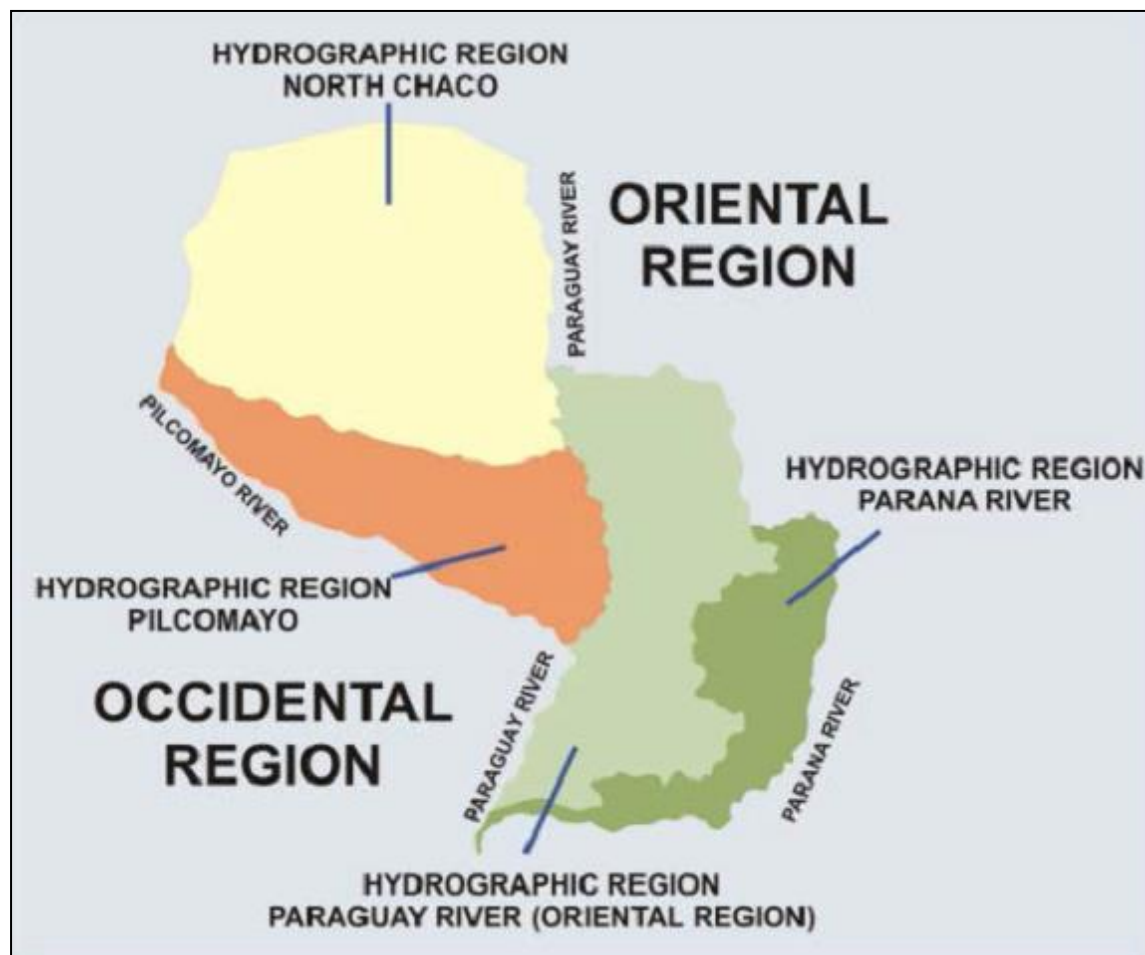 HYDROGRAPHIC REGION
NORTH CHACO
ORIENTAL
REGION
PARAGUAY RIVER
PILCOMAYO RIVER
HYDROGRAPHIC REGION
PARANA RIVER
HYDROGRAPHIC REGION
PILCOMAYO
OCCIDENTAL
REGION
PARAGUAY RIVER
PARANA RIVER
HYDROGRAPHIC REGION
PARAGUAY RIVER (ORIENTAL REGION)